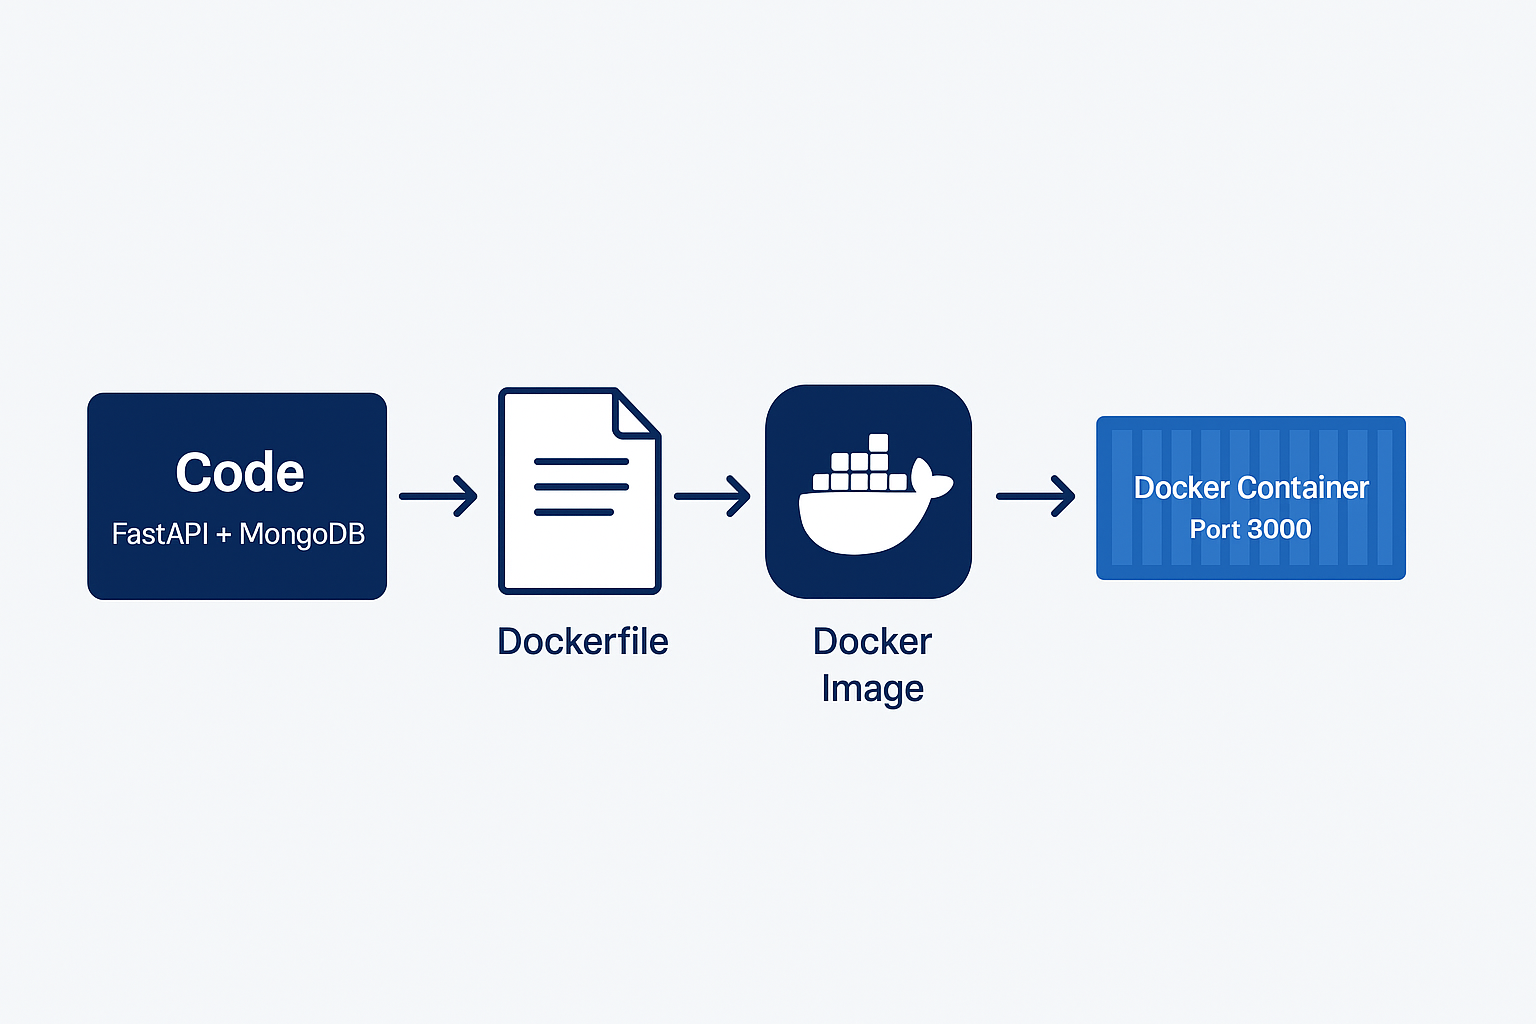 Code
FastAPI + MongoDB
Dockerfile
Docker
Image
Docker Container
Port 3000